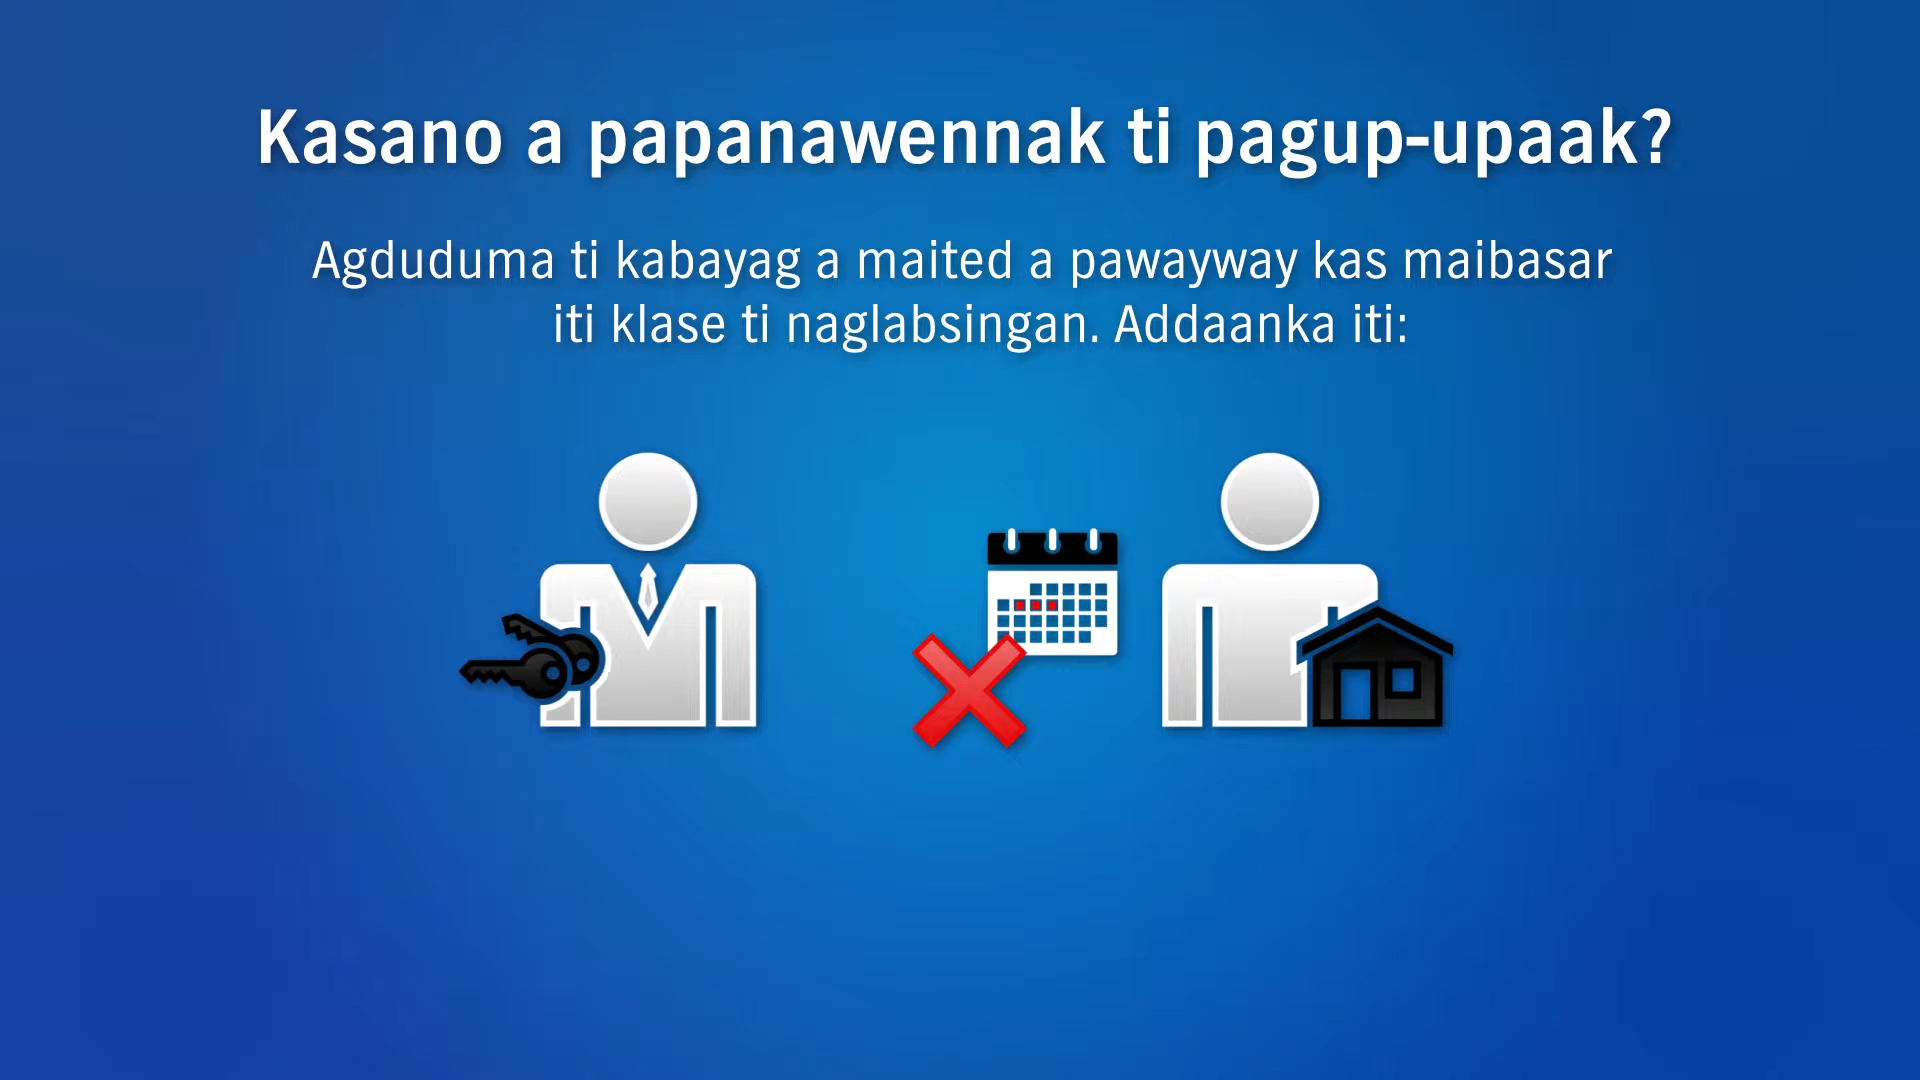 Kasano a papanawennak ti pagup-upaak?
Agduduma ti kabayag a maited a pawayway kas maibasar
iti klase ti naglabsingan. Addaanka iti: